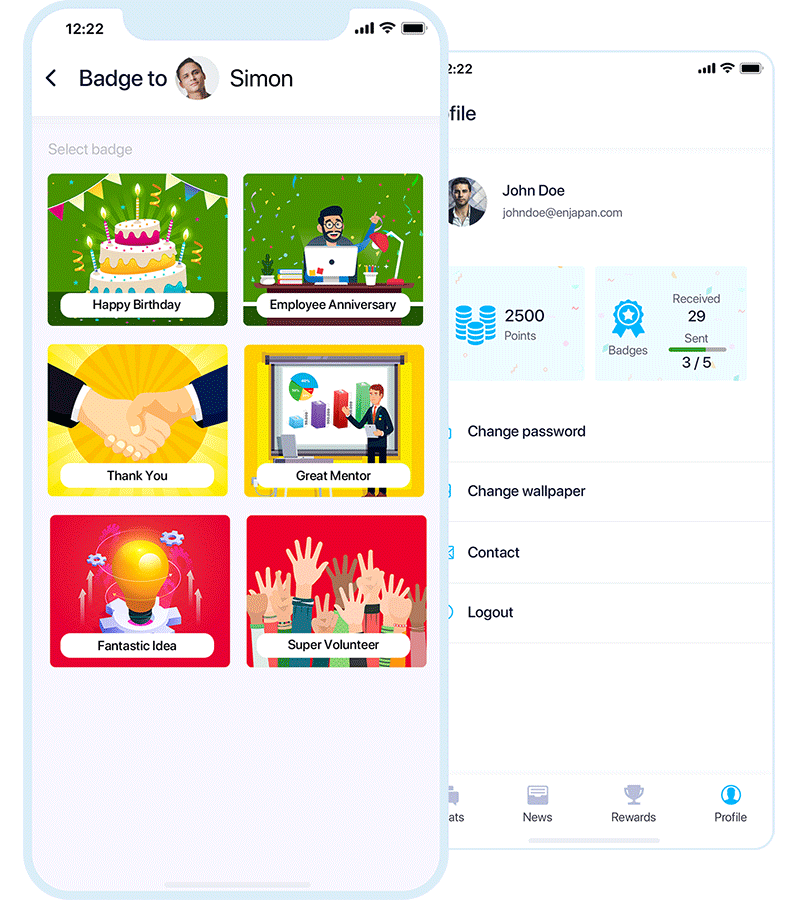 12:22
Badge to Simon
Select badge
Happy Birthday
Employee Anniversary
Thank You
Great Mentor
Fantastic Idea
Super Volunteer
2:22
file
John Doe
johndoe@enjapan.com
2500
Points
Badges
Received
29
Sent
3 / 5
Change password
Change wallpaper
Contact
Logout
ats
News
Rewards
Profile